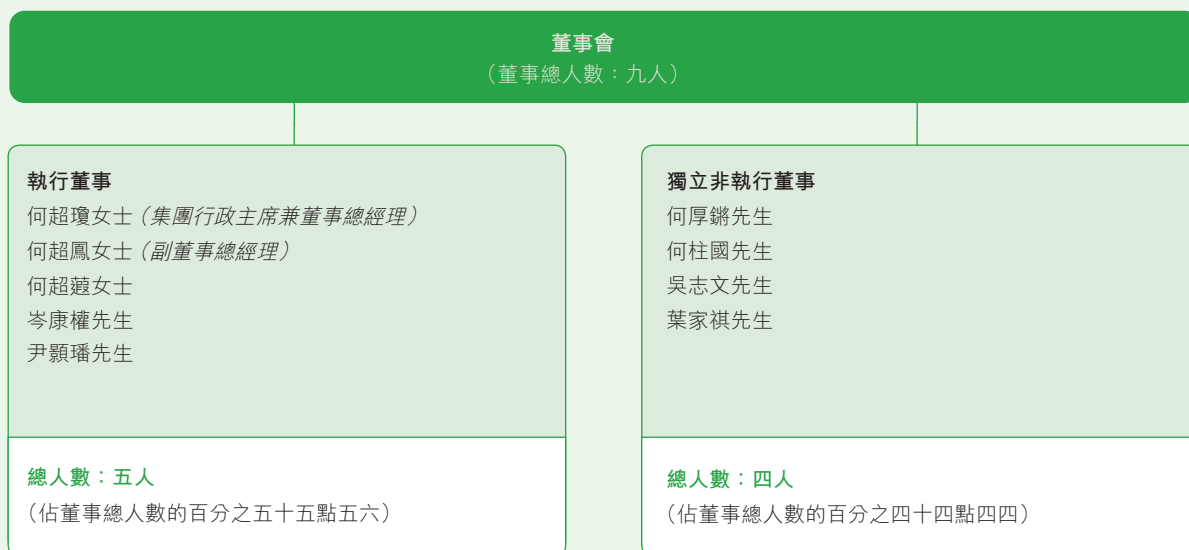 董事會
（董事總人數：九人）
執行董事
何超瓊女士（集團行政主席兼董事總經理）
何超鳳女士（副董事總經理）
何超蕸女士
岑康權先生
尹顥璠先生
總人數：五人
（佔董事總人數的百分之五十五點五六）
獨立非執行董事
何厚鏘先生
何柱國先生
吳志文先生
葉家祺先生
總人數：四人
（佔董事總人數的百分之四十四點四四）